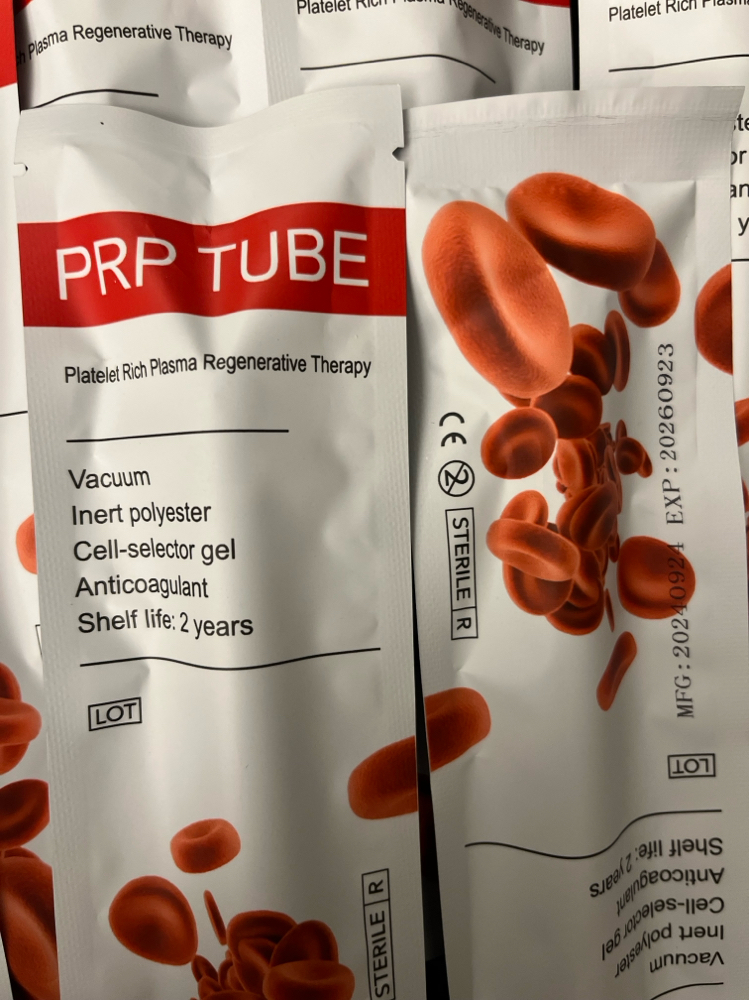 Plasma Regenerative Therapy
Platelet Rich Plasma Regenerative Therapy
Platelet Rich Plasma
PRP TUBE
Platelet Rich Plasma Regenerative Therapy
Vacuum
Inert polyester
Cell-selector gel
Anticoagulant
Shelf life: 2 years
LOT
STERILE R
CE 2 STERILE R
MFG: 20240924 EXP: 20260923
LOT
Vacuum
Inert polyester
Cell-selector gel
Anticoagulant
Shelf life: 2 years